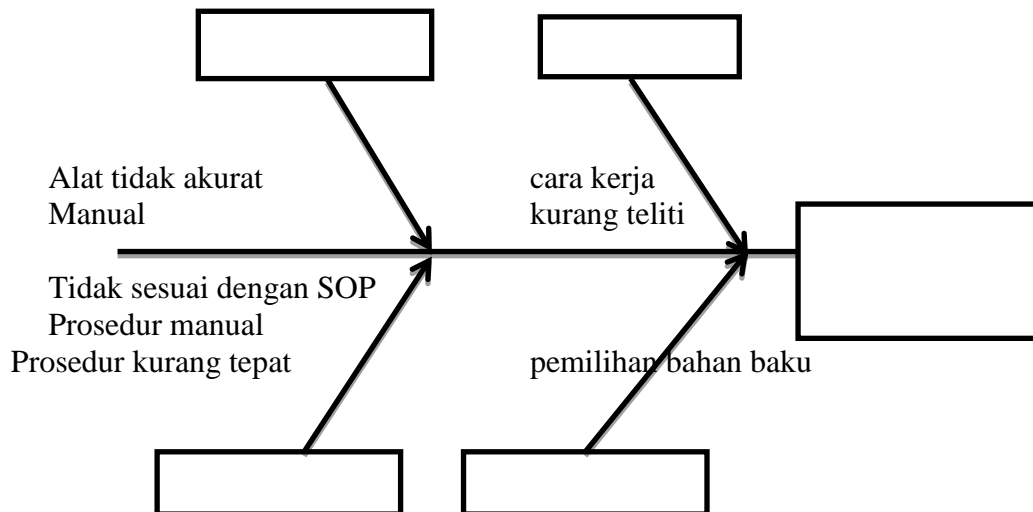 Alat tidak akurat
Manual
cara kerja
kurang teliti
Tidak sesuai dengan SOP
Prosedur manual
Prosedur kurang tepat
pemilihan bahan baku